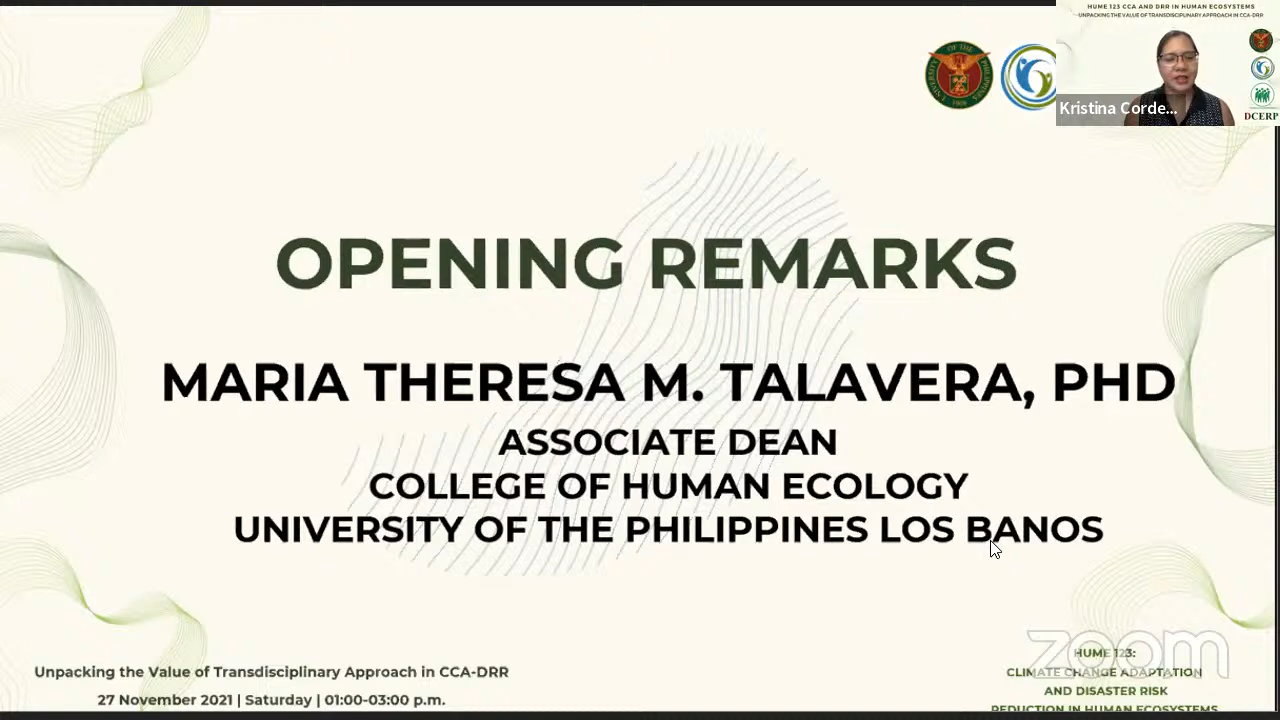 HUME 123 CCA AND DRR IN HUMAN ECOSYSTEMS
UNPACKING THE VALUE OF TRANSDISCIPLINARY APPROACH IN CCA-DRR
Kristina Corde...
DCERP
OPENING REMARKS
MARIA THERESA M. TALAVERA, PHD
ASSOCIATE DEAN
COLLEGE OF HUMAN ECOLOGY
UNIVERSITY OF THE PHILIPPINES LOS BANOS
Unpacking the Value of Transdisciplinary Approach in CCA-DRR
27 November 2021 | Saturday | 01:00-03:00 p.m.
zoom
HUME 123:
CLIMATE CHANGE ADAPTATION
AND DISASTER RISK
REDUCTION IN HUMAN ECOSYSTEMS